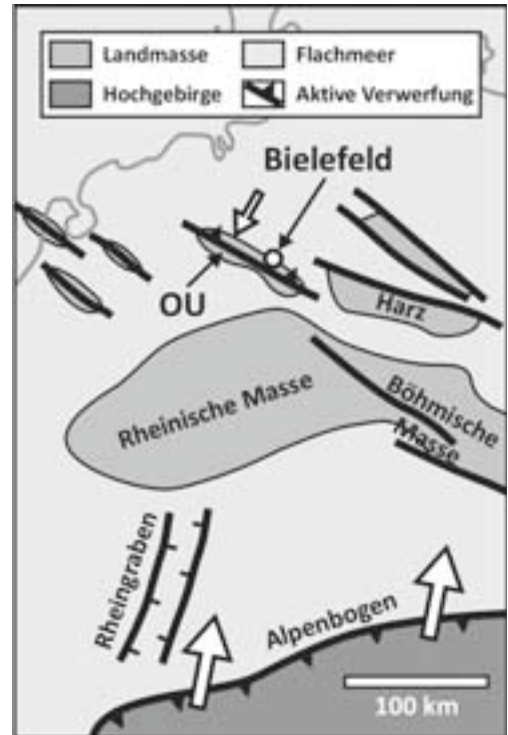 Landmasse
Flachmeer
Hochgebirge
Aktive Verwerfung
Bielefeld
OU
Harz
Rheinische Masse
Böhmische
Masse
Rheingraben
Alpenbogen
100 km